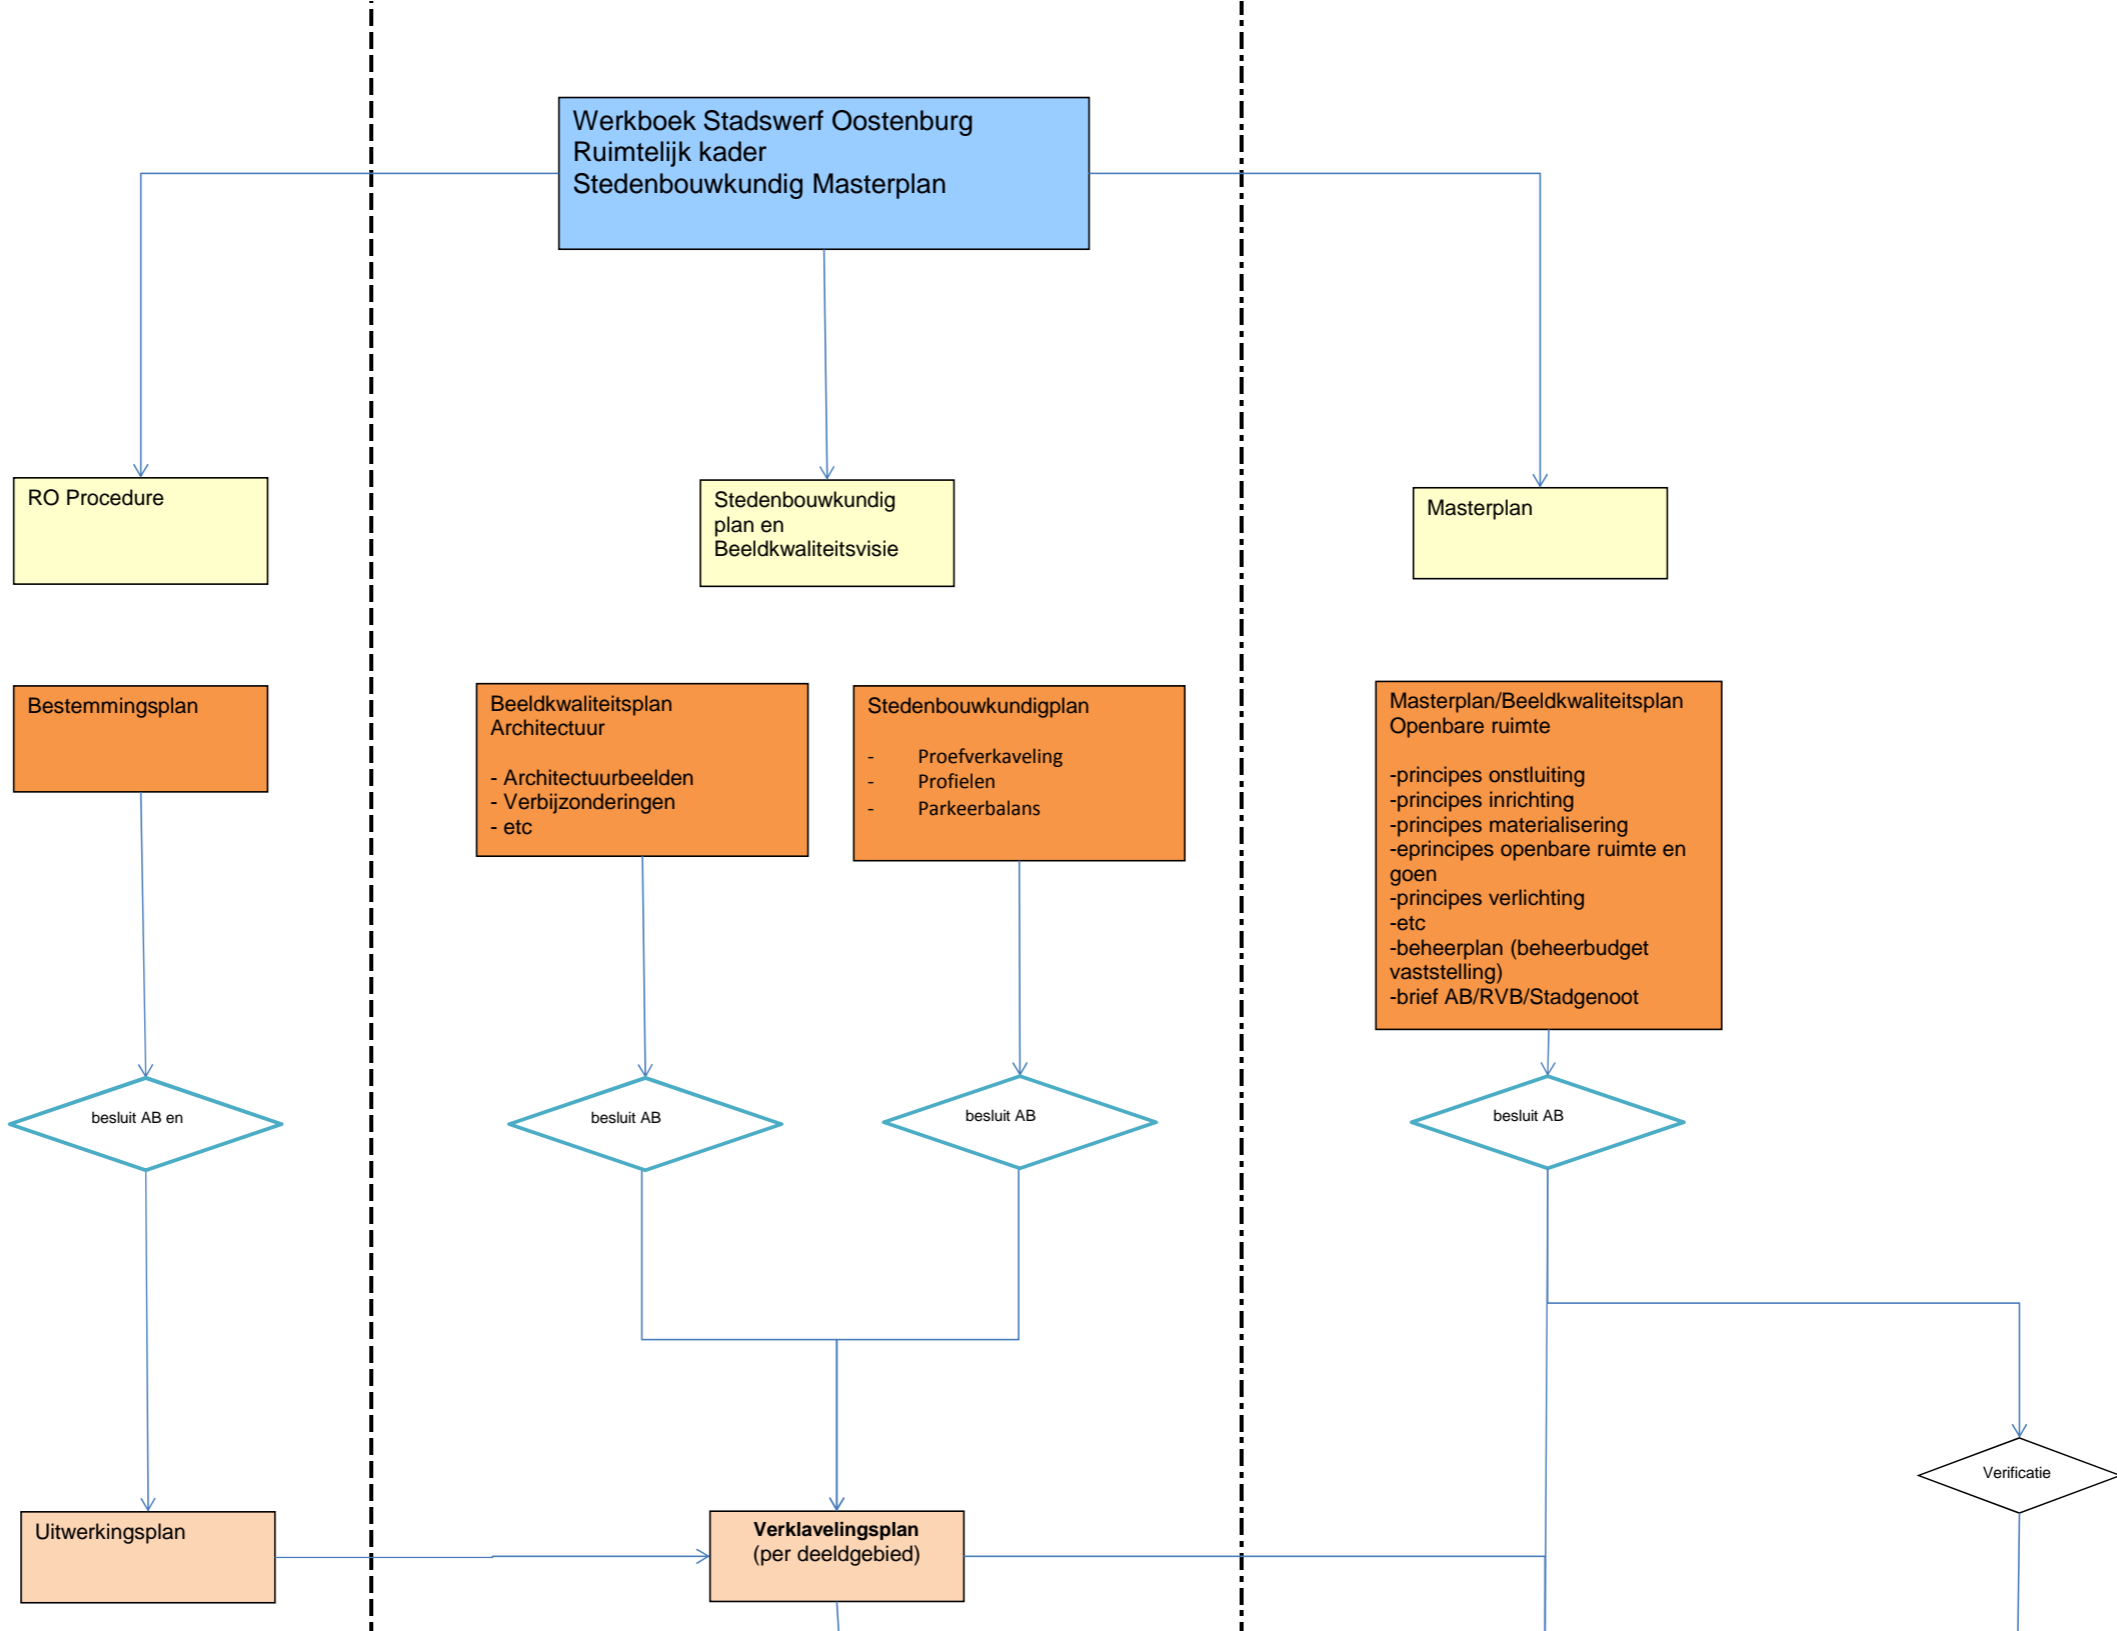 Werkboek Stadswerf Oostenburg
Ruimtelijk kader
Stedenbouwkundig Masterplan
RO Procedure
Stedenbouwkundig
plan en
Beeldkwaliteitsvisie
Masterplan
Bestemmingsplan
Beeldkwaliteitsplan
Architectuur
- Architectuurbeelden
- Verbijzonderingen
- etc
Stedenbouwkundigplan
- Proefverkaveling
- Profielen
- Parkeerbalans
Masterplan/Beeldkwaliteitsplan
Openbare ruimte
-principes onstluiting
-principes inrichting
-principes materialisering
-eprincipes openbare ruimte en
goen
-principes verlichting
-etc
-beheerplan (beheerbudget
vaststelling)
-brief AB/RVB/Stadgenoot
besluit AB en
besluit AB
besluit AB
besluit AB
Verificatie
Uitwerkingsplan
Verklavelingsplan
(per deeldgebied)